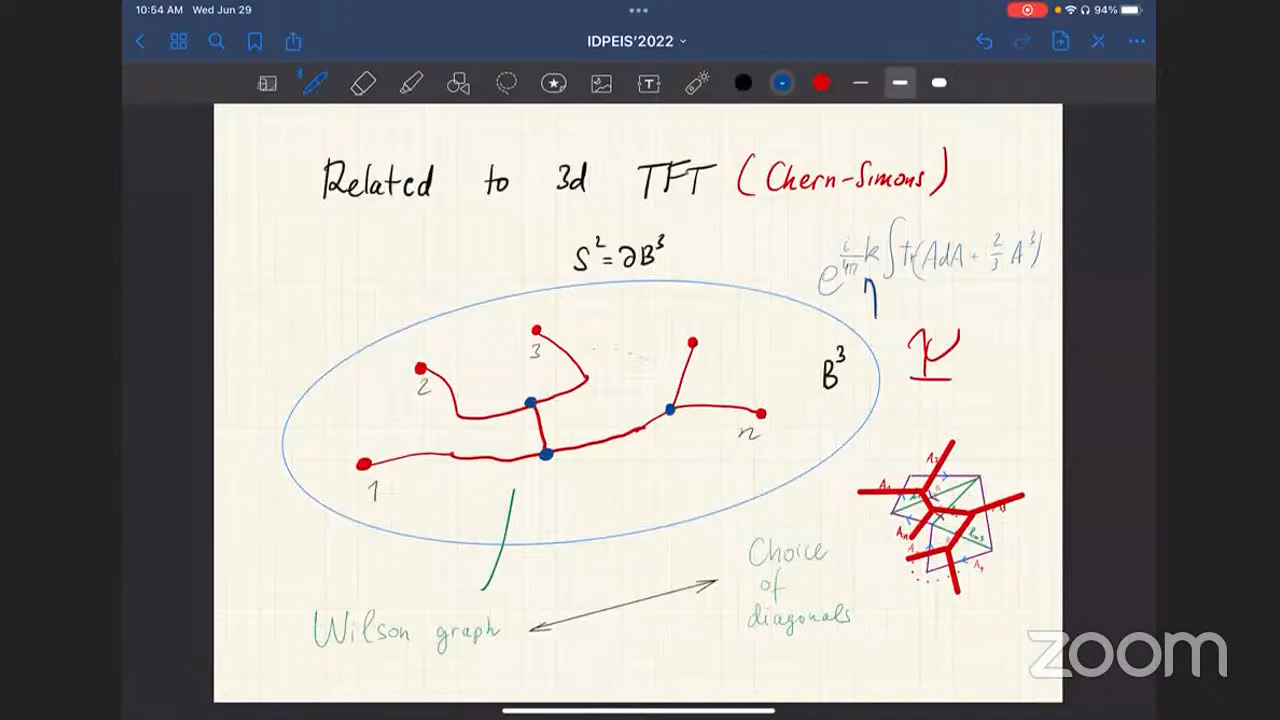 10:54 AM Wed Jun 29
94%
IDPEIS'2022
Related to 3d TFT (Chern-Simons)
S² = ∂B³
e^{i/4π k ∫ tr(AdA + 2/3 A³)}
η
B³
1
2
3
n
Wilson graph
Choice
of
diagonals
zoom